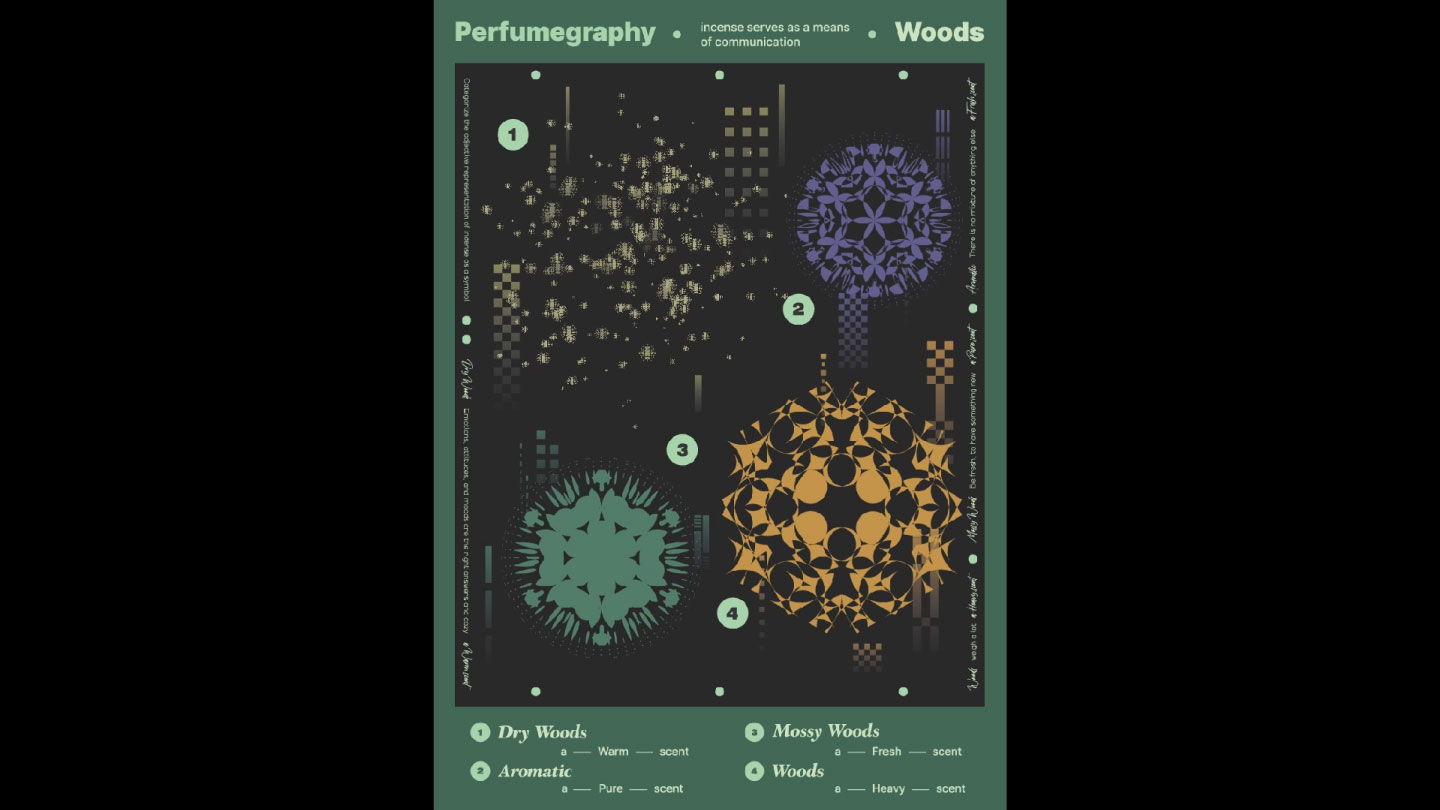 Perfumegraphy
incense serves as a means
of communication
Woods
1
2
3
4
Categorize the adjective representation of incense as a symbol
Dry Wood
Emotions, attitudes, and moods are the right answers and cozy
a Warm scent
a Fresh scent
There is no mixture of anything else
Aromatic
a Pure scent
Be fresh, to have something new
Mossy Woods
a Heavy scent
weigh a lot
Woods
1 Dry Woods
a — Warm — scent
2 Aromatic
a — Pure — scent
3 Mossy Woods
a — Fresh — scent
4 Woods
a — Heavy — scent